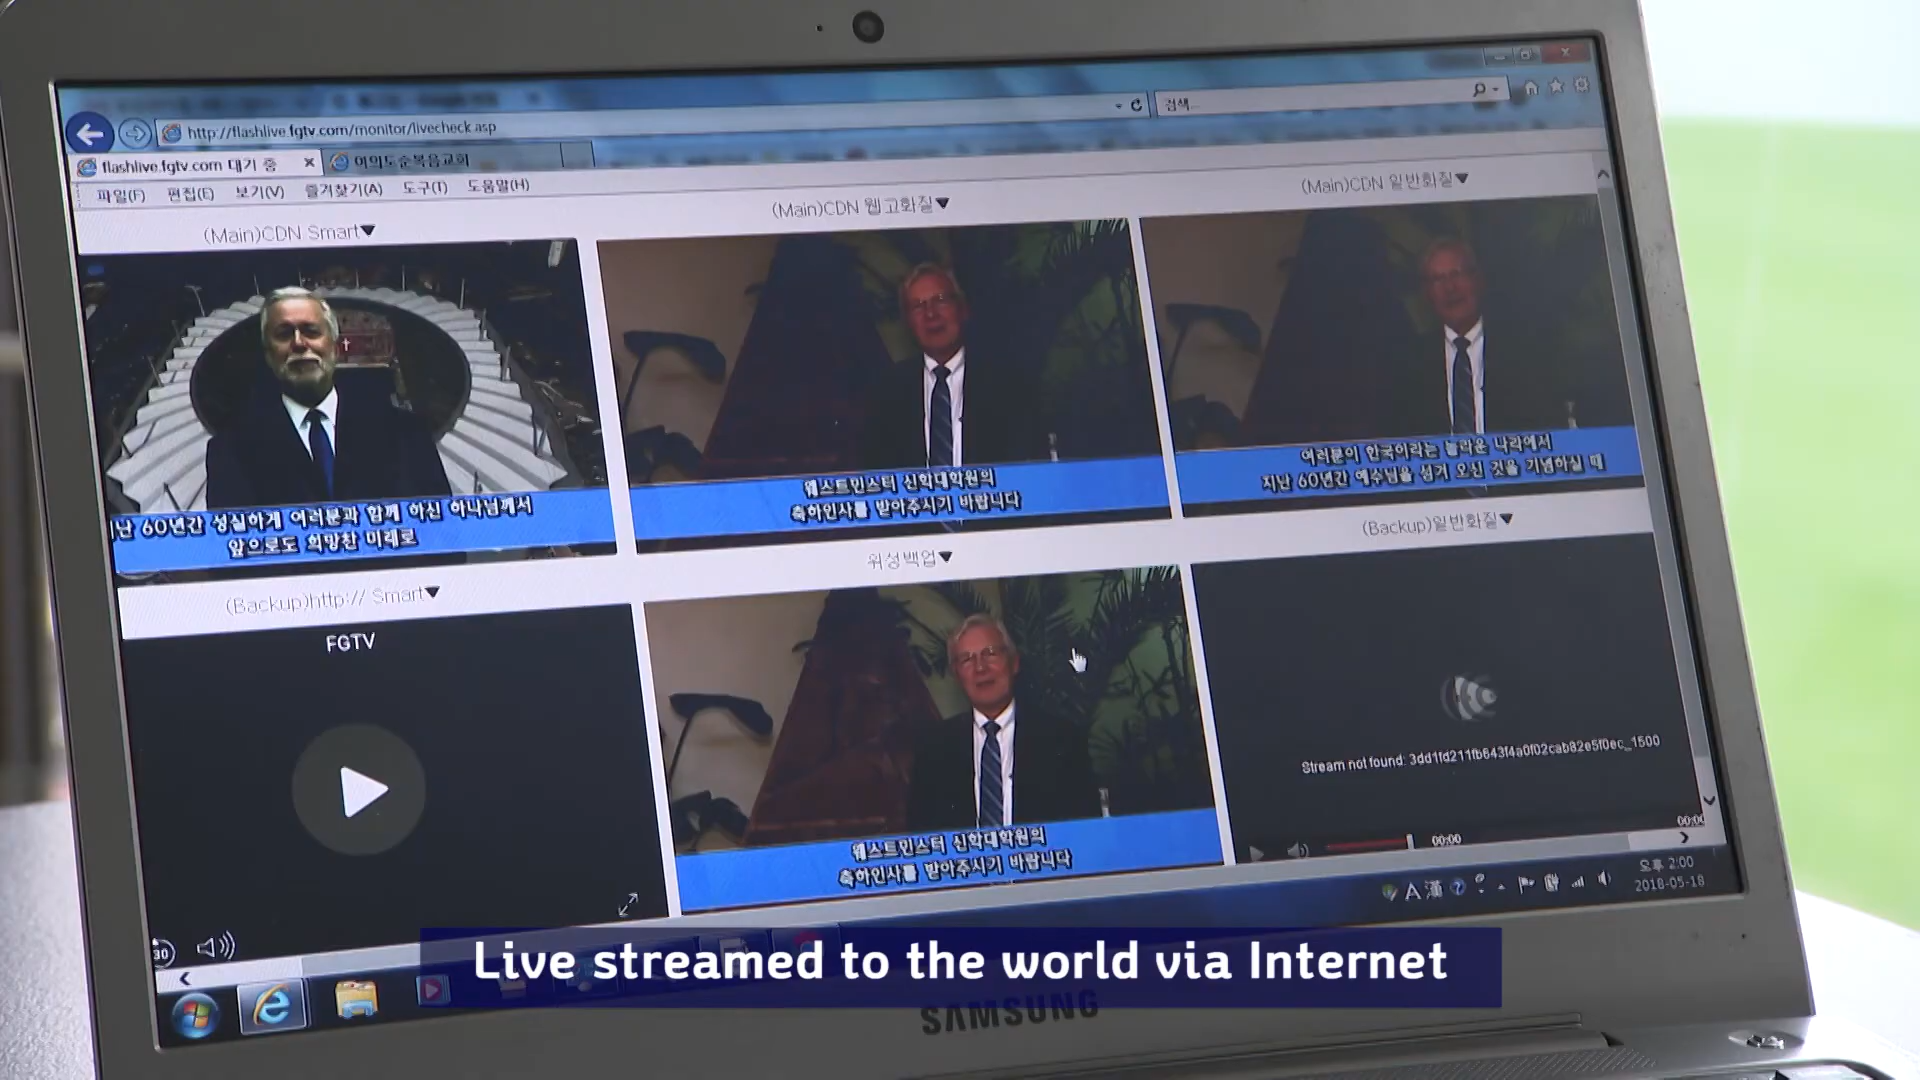 http://flashlive.fgtv.com/monitor/livecheck.asp
검색...
flashlive.fgtv.com 대기 중
여의도순복음교회
파일(F) 편집(E) 보기(V) 즐겨찾기(A) 도구(T) 도움말(H)
(Main)CDN Smart▼
(Main)CDN 웹고화질▼
(Main)CDN 일반화질▼
지난 60년간 성실하게 여러분과 함께 하신 하나님께서
앞으로도 희망찬 미래로
웨스트민스터 신학대학원의
축하인사를 받아주시기 바랍니다
여러분이 한국이라는 놀라운 나라에서
지난 60년간 예수님을 섬겨 오신 것을 기념하실 때
(Backup)http:// Smart▼
위성백업▼
(Backup)일반화질▼
FGTV
웨스트민스터 신학대학원의
축하인사를 받아주시기 바랍니다
Stream not found: 3dd1fd211fb643f4a0f02cab82e5f0ec_1500
00:00
00:00
30
A 漢
오후 2:00
2018-05-18
Live streamed to the world via Internet
SAMSUNG